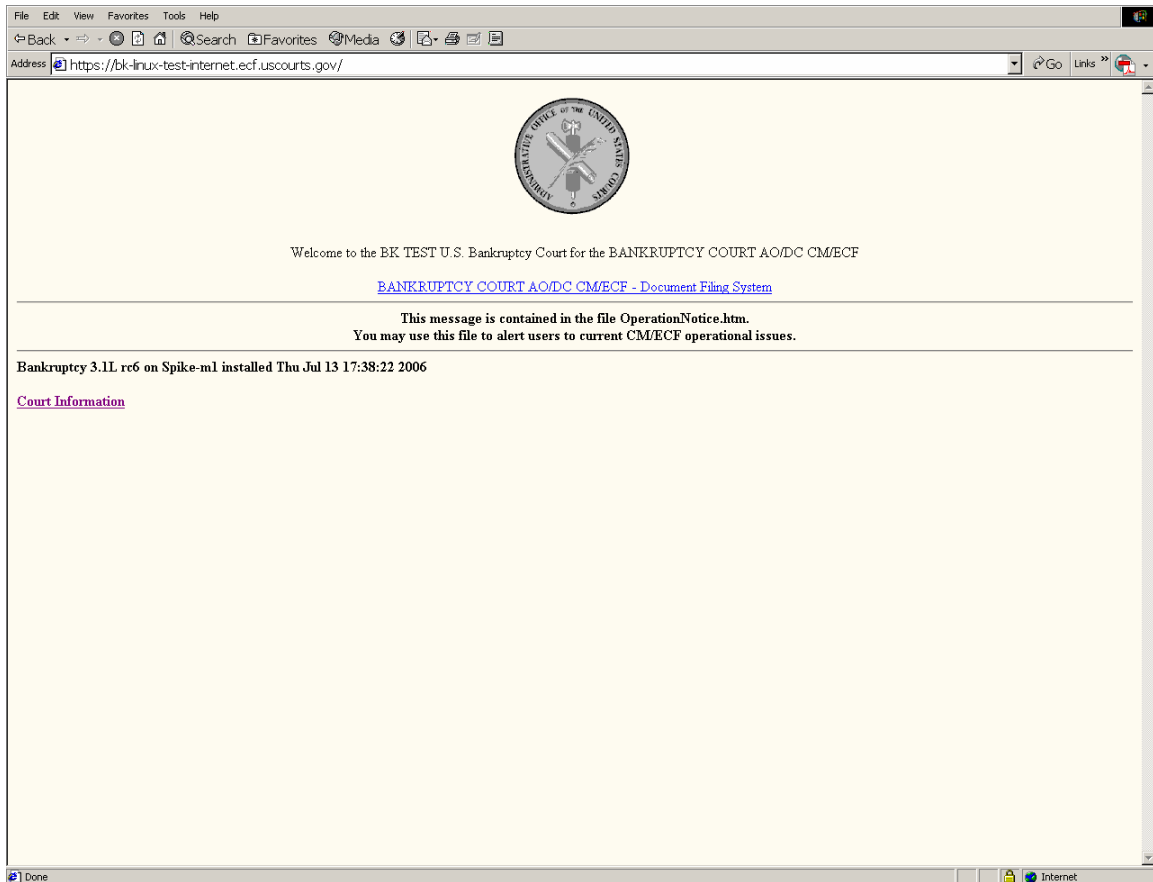 File Edit View Favorites Tools Help
Back Search Favorites Media
Address https://bk-linux-test-internet.ecf.uscourts.gov/ Go Links »
ADMINISTRATIVE OFFICE OF THE UNITED STATES COURTS
Welcome to the BK TEST U.S. Bankruptcy Court for the BANKRUPTCY COURT AO/DC CM/ECF
BANKRUPTCY COURT AO/DC CM/ECF - Document Filing System
This message is contained in the file OperationNotice.htm.
You may use this file to alert users to current CM/ECF operational issues.
Bankruptcy 3.1L rc6 on Spike-m1 installed Thu Jul 13 17:38:22 2006
Court Information
Done Internet